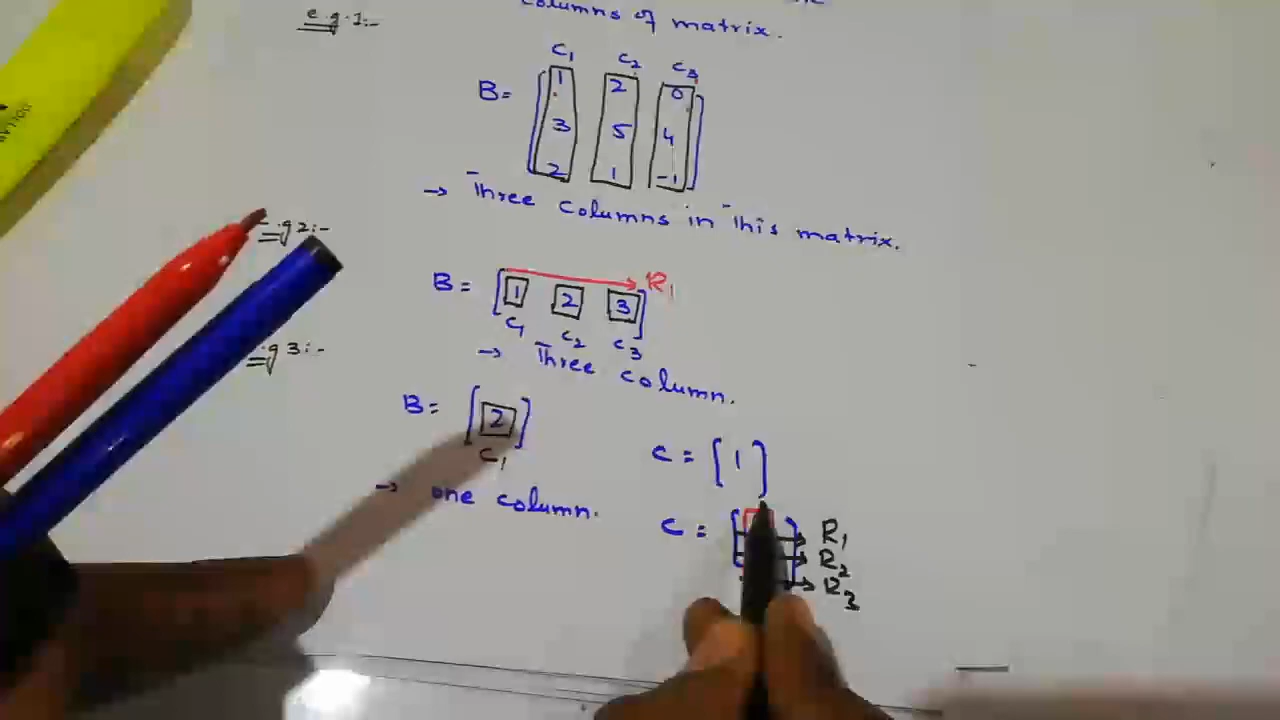 columns of matrix.
e.g.1:-
C1 C2 C3
B= [ 1 2 0
3 5 4
2 1 -1 ]
→ Three columns in This matrix.
g2:-
B = [ 1 2 3 ] R1
C1 C2 C3
→ Three column.
g3:-
B = [ 2 ]
C1
→ one column.
C = [ 1 ]
C = [ ] R1
R2
R3